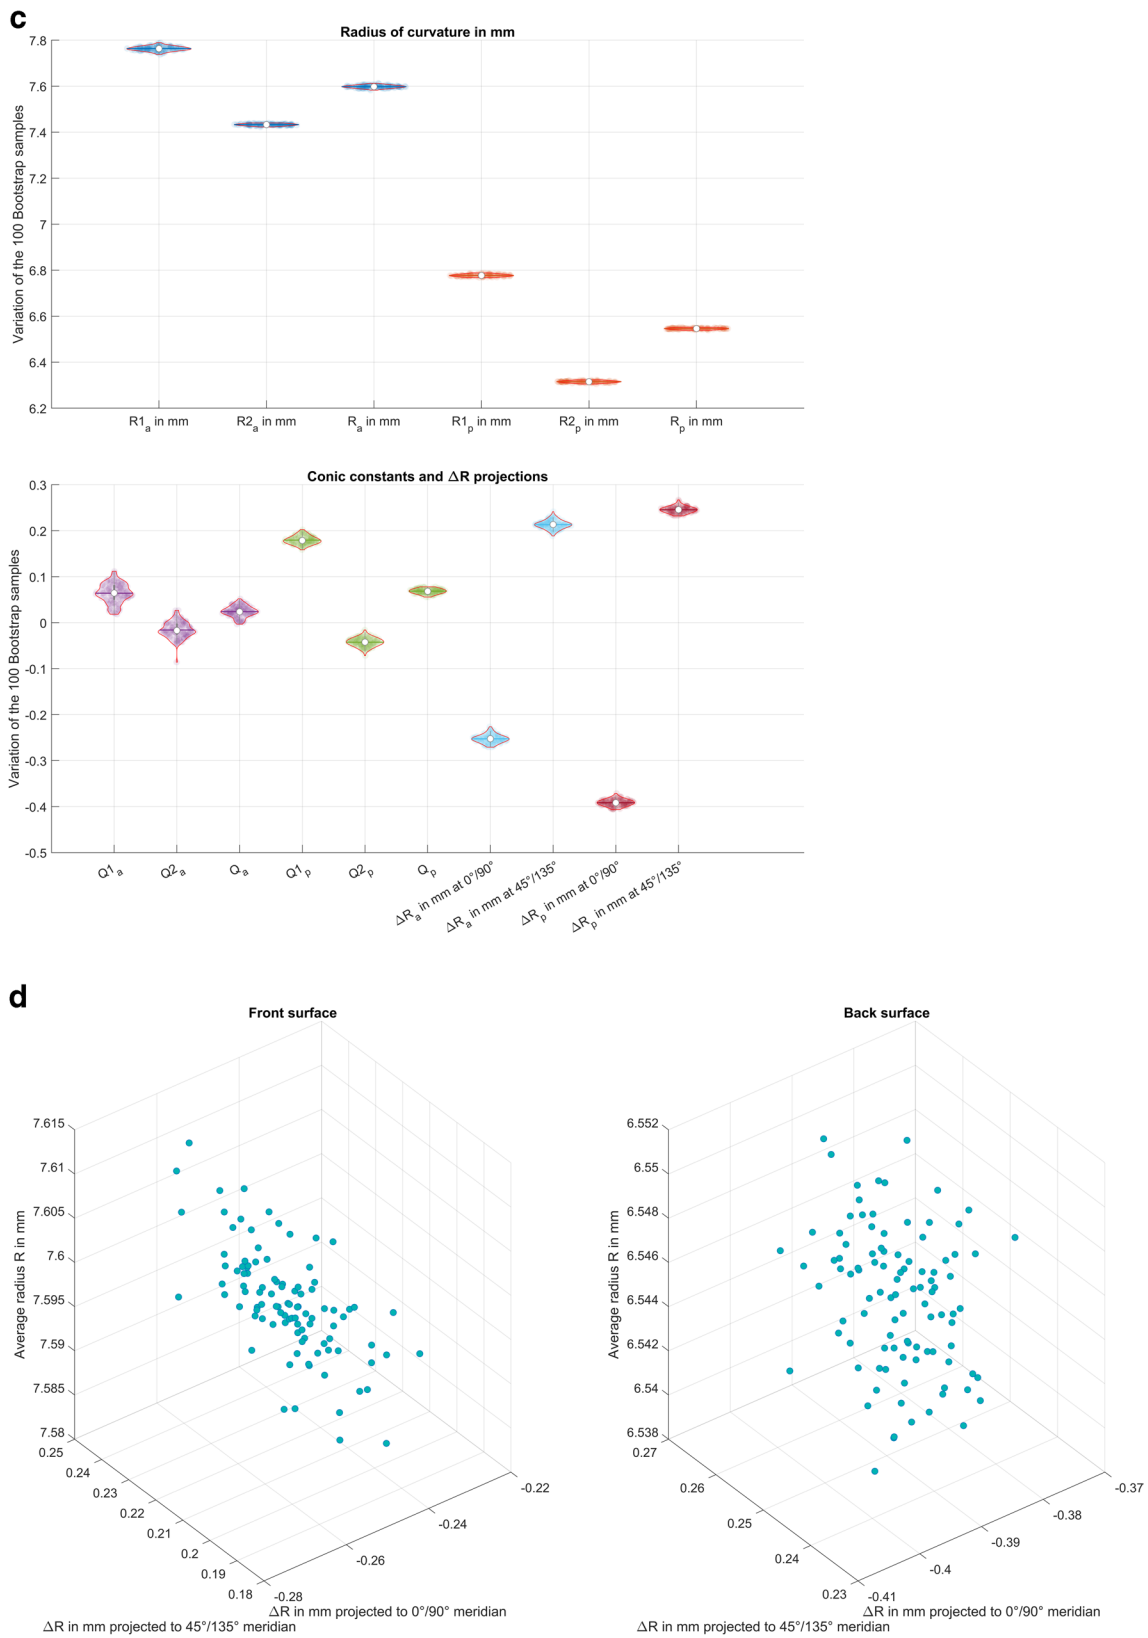 c
Radius of curvature in mm
Variation of the 100 Bootstrap samples
7.8
7.6
7.4
7.2
7
6.8
6.6
6.4
6.2
R1a in mm
R2a in mm
Ra in mm
R1p in mm
R2p in mm
Rp in mm
Conic constants and ΔR projections
Variation of the 100 Bootstrap samples
0.3
0.2
0.1
0
-0.1
-0.2
-0.3
-0.4
-0.5
Q1a
Q2a
Qa
Q1p
Q2p
Qp
ΔRa in mm at 0°/90°
ΔRa in mm at 45°/135°
ΔRp in mm at 0°/90°
ΔRp in mm at 45°/135°
d
Front surface
Average radius R in mm
7.615
7.61
7.605
7.6
7.595
7.59
7.585
7.58
0.25
0.24
0.23
0.22
0.21
0.2
0.19
0.18
-0.28
-0.26
-0.24
-0.22
ΔR in mm projected to 0°/90° meridian
ΔR in mm projected to 45°/135° meridian
Back surface
Average radius R in mm
6.552
6.55
6.548
6.546
6.544
6.542
6.54
6.538
0.27
0.26
0.25
0.24
0.23
-0.41
-0.4
-0.39
-0.38
-0.37
ΔR in mm projected to 0°/90° meridian
ΔR in mm projected to 45°/135° meridian